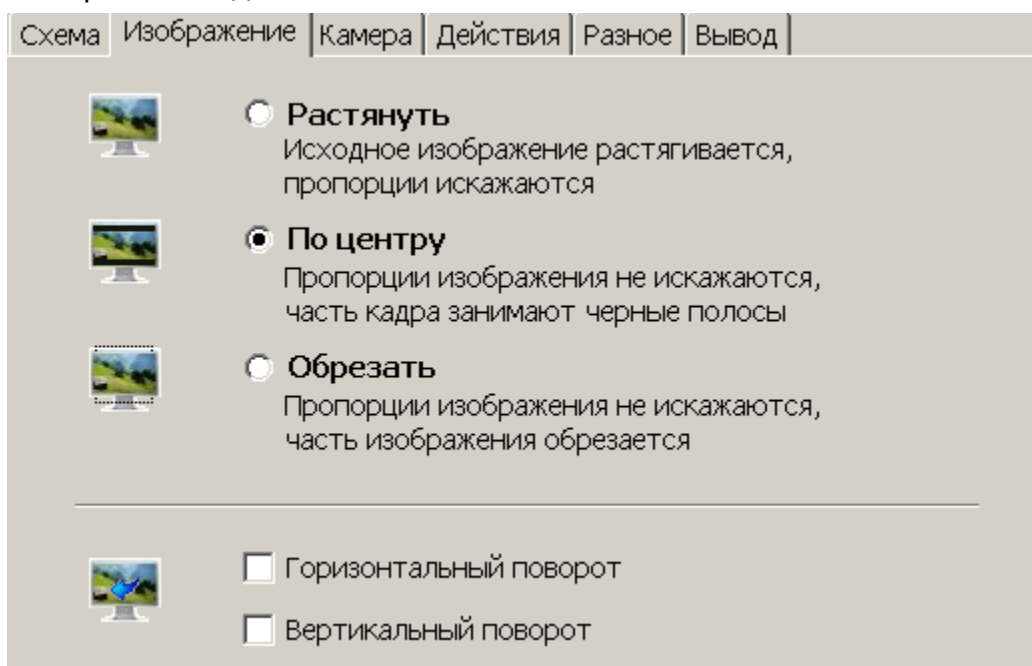 Схема Изображение Камера Действия Разное Вывод
Растянуть
Исходное изображение растягивается,
пропорции искажаются
По центру
Пропорции изображения не искажаются,
часть кадра занимают черные полосы
Обрезать
Пропорции изображения не искажаются,
часть изображения обрезается
Горизонтальный поворот
Вертикальный поворот